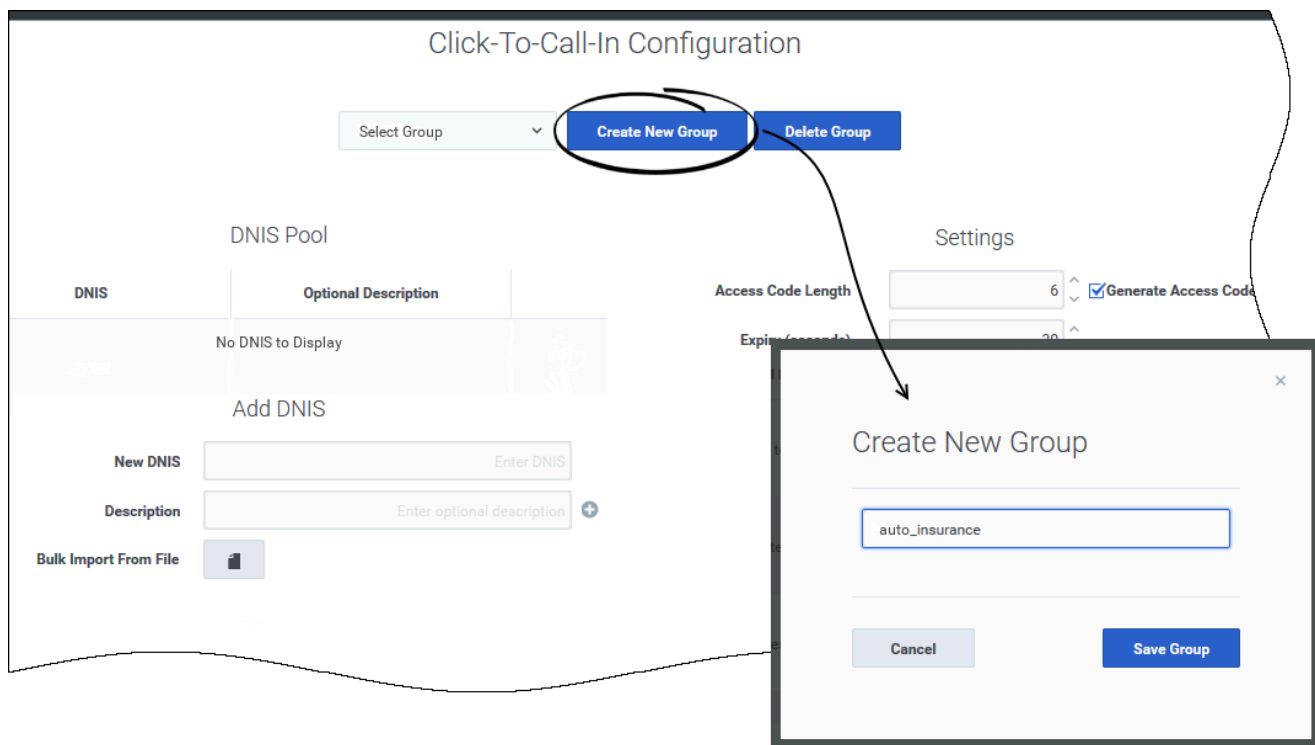 Click-To-Call-In Configuration
Select Group
Create New Group
Delete Group
DNIS Pool
DNIS
Optional Description
No DNIS to Display
Add DNIS
New DNIS
Enter DNIS
Description
Enter optional description
Bulk Import From File
Settings
Access Code Length
6
Generate Access Code
Create New Group
auto_insurance
Cancel
Save Group